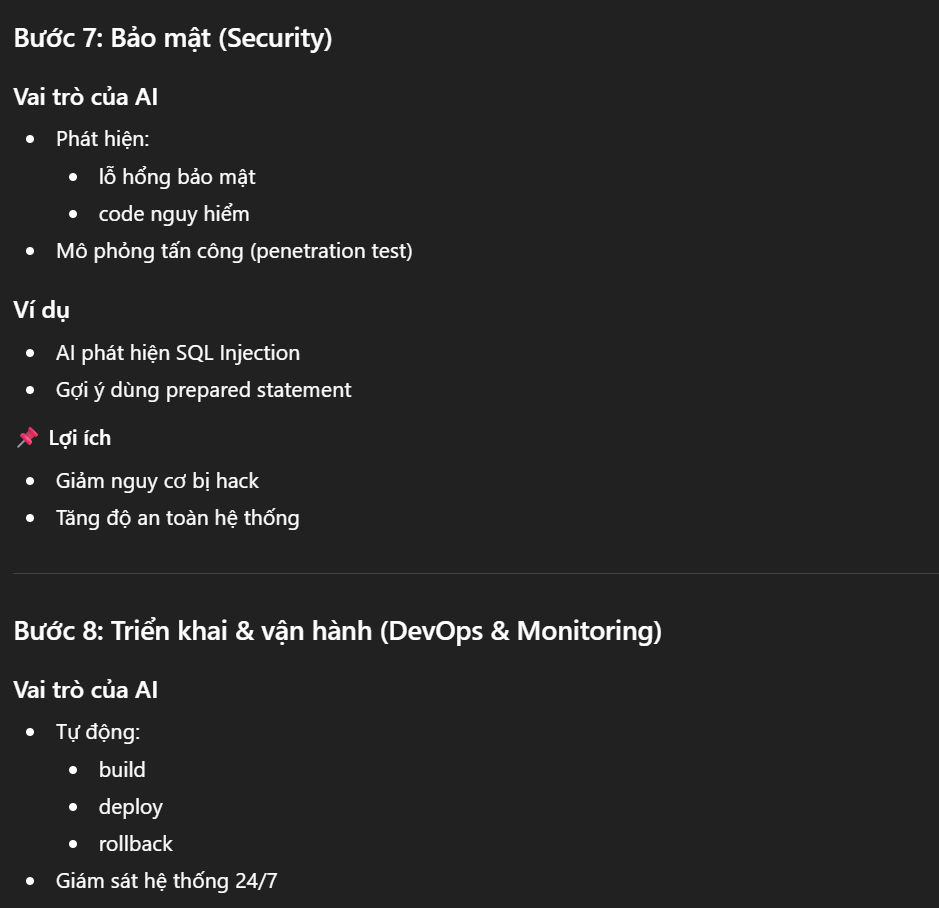 Bước 7: Bảo mật (Security)
Vai trò của AI
Phát hiện:
lỗ hổng bảo mật
code nguy hiểm
Mô phỏng tấn công (penetration test)
Ví dụ
AI phát hiện SQL Injection
Gợi ý dùng prepared statement
📌 Lợi ích
Giảm nguy cơ bị hack
Tăng độ an toàn hệ thống
Bước 8: Triển khai & vận hành (DevOps & Monitoring)
Vai trò của AI
Tự động:
build
deploy
rollback
Giám sát hệ thống 24/7